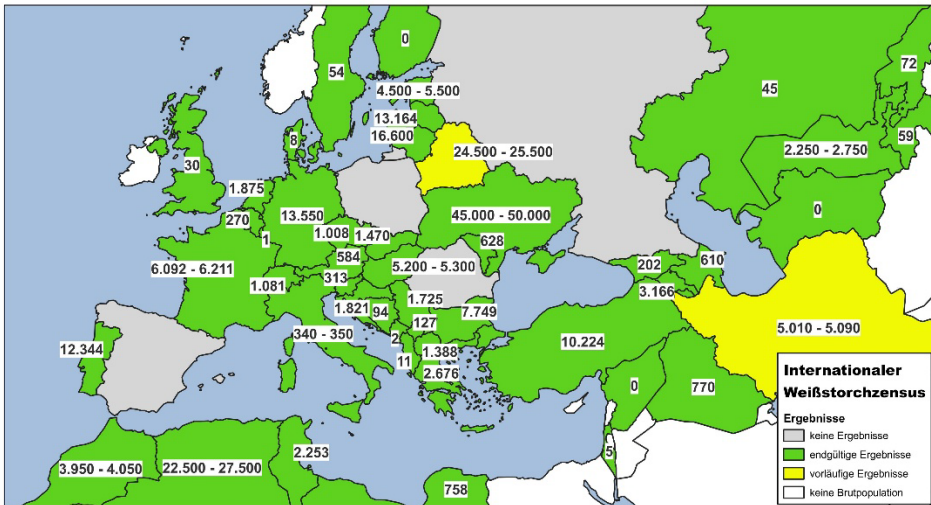 0
72
54
45
4.500 - 5.500
13.164
16.600
8
59
24.500 - 25.500
2.250 - 2.750
30
1.875
270
13.550
45.000 - 50.000
0
1.008
1.470
1
628
584
6.092 - 6.211
5.200 - 5.300
610
202
313
1.081
3.166
1.725
1.821
94
7.749
127
5.010 - 5.090
340 - 350
2
10.224
12.344
1.388
11
2.676
0
770
Internationaler
Weißstorchzensus
Ergebnisse
keine Ergebnisse
endgültige Ergebnisse
vorläufige Ergebnisse
keine Brutpopulation
5
2.253
3.950 - 4.050
22.500 - 27.500
758